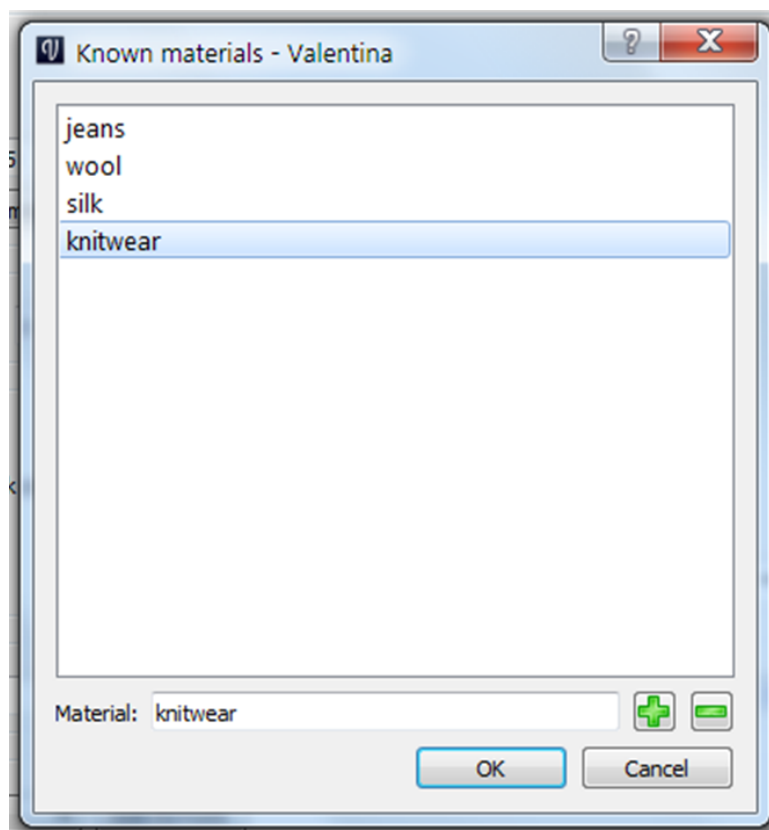 Known materials - Valentina
jeans
wool
silk
knitwear
Material: knitwear
OK Cancel